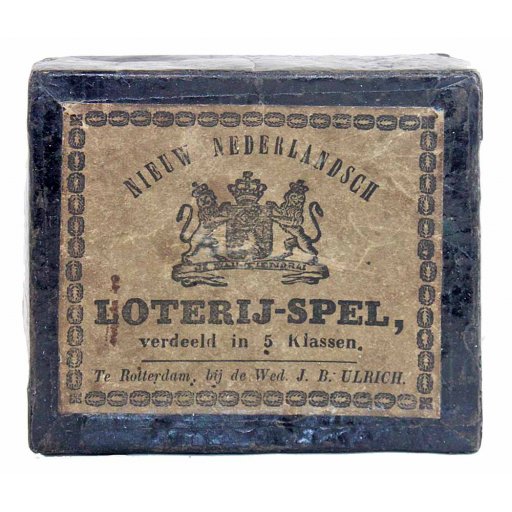 NIEUW NEDERLANDSCH
LOTERIJ-SPEL,
verdeeld in 5 Klassen.
Te Rotterdam, bij de Wed. J. B. ULRICH.